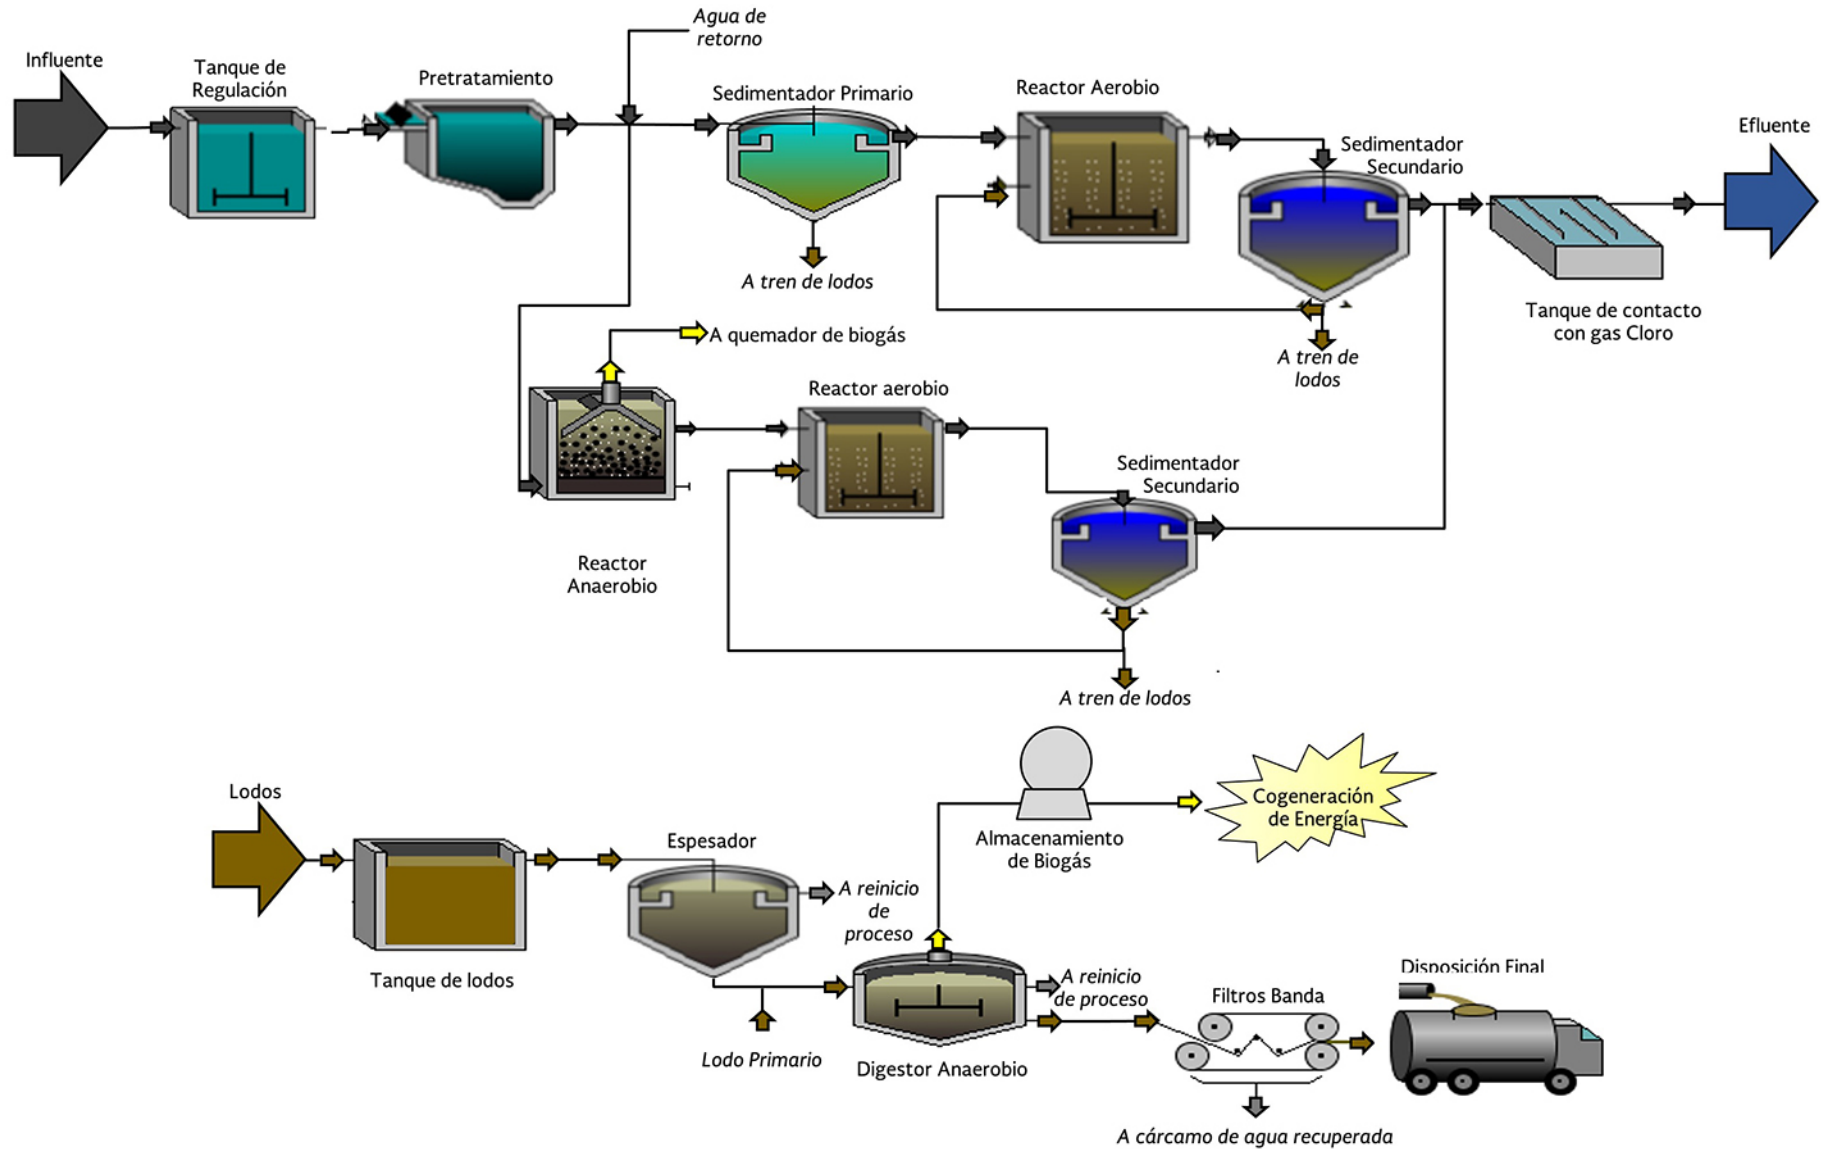 Agua de
retorno
Influente
Tanque de
Regulación
Pretratamiento
Sedimentador Primario
Reactor Aerobio
Sedimentador
Secundario
Efluente
A tren de lodos
Tanque de contacto
con gas Cloro
A tren de
lodos
A quemador de biogás
Reactor aerobio
Sedimentador
Secundario
Reactor
Anaerobio
A tren de lodos
Lodos
Cogeneración
de Energía
Espesador
Almacenamiento
de Biogás
A reinicio
de
proceso
Tanque de lodos
A reinicio
de proceso
Disposición Final
Filtros Banda
Lodo Primario
Digestor Anaerobio
A cárcamo de agua recuperada